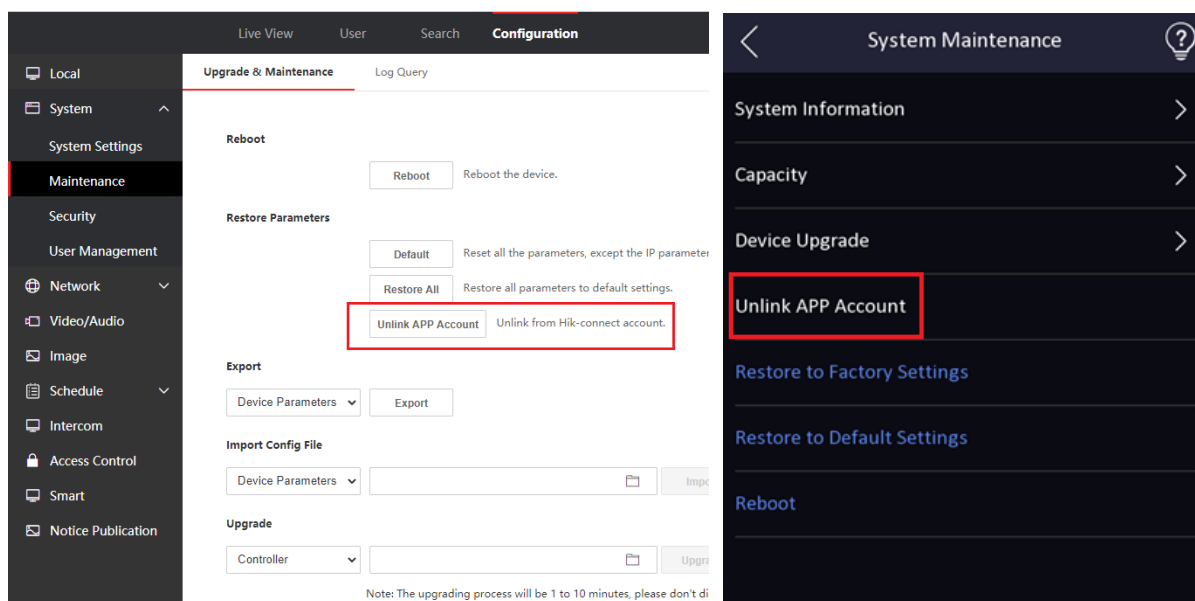 Live View User Search Configuration
Local
System
System Settings
Maintenance
Security
User Management
Network
Video/Audio
Image
Schedule
Intercom
Access Control
Smart
Notice Publication
Upgrade & Maintenance Log Query
Reboot
Reboot Reboot the device.
Restore Parameters
Default Reset all the parameters, except the IP parameter
Restore All Restore all parameters to default settings.
Unlink APP Account Unlink from Hik-connect account.
Export
Device Parameters Export
Import Config File
Device Parameters Impo
Upgrade
Controller Upgra
Note: The upgrading process will be 1 to 10 minutes, please don't di
System Maintenance ?
System Information
Capacity
Device Upgrade
Unlink APP Account
Restore to Factory Settings
Restore to Default Settings
Reboot